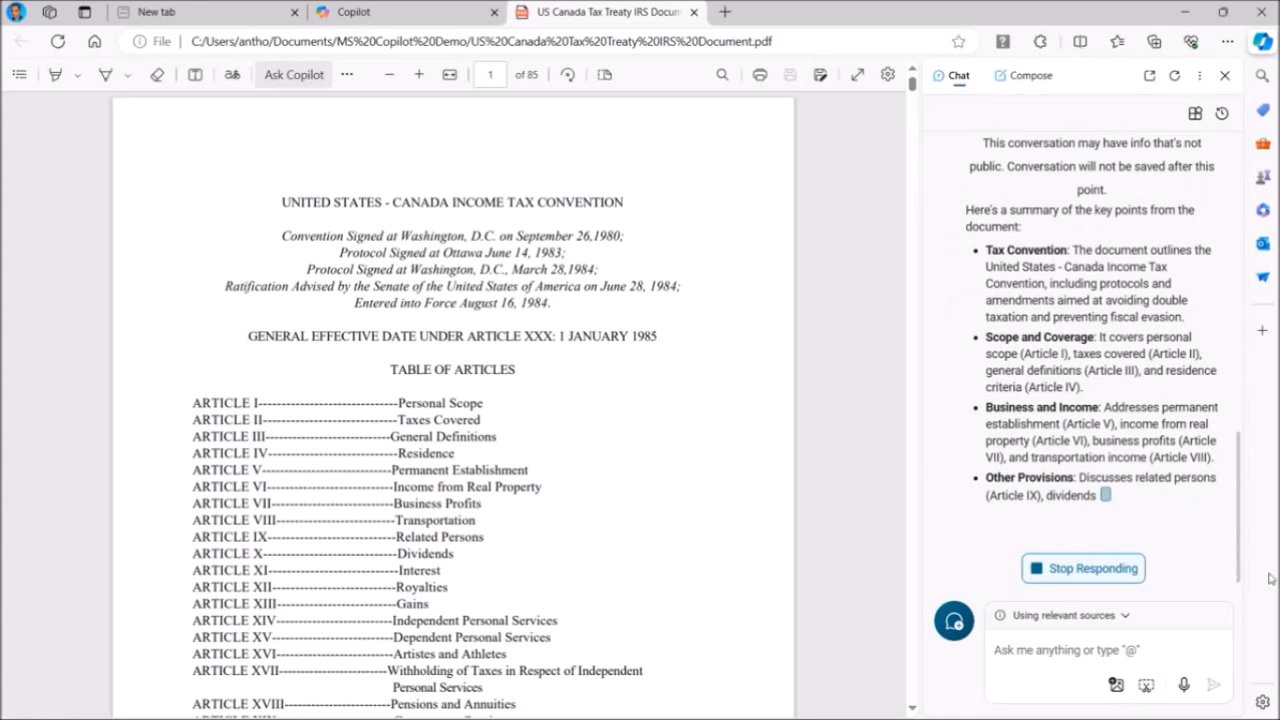 New tab
Copilot
US Canada Tax Treaty IRS Docum
File
C:/Users/antho/Documents/MS%20Copilot%20Demo/US%20Canada%20Tax%20Treaty%20IRS%20Document.pdf
Ask Copilot
1 of 85
UNITED STATES - CANADA INCOME TAX CONVENTION
Convention Signed at Washington, D.C. on September 26,1980;
Protocol Signed at Ottawa June 14, 1983;
Protocol Signed at Washington, D.C., March 28,1984;
Ratification Advised by the Senate of the United States of America on June 28, 1984;
Entered into Force August 16, 1984.
GENERAL EFFECTIVE DATE UNDER ARTICLE XXX: 1 JANUARY 1985
TABLE OF ARTICLES
ARTICLE I--------------------------------Personal Scope
ARTICLE II-------------------------------Taxes Covered
ARTICLE III-----------------------------General Definitions
ARTICLE IV-----------------------------Residence
ARTICLE V------------------------------Permanent Establishment
ARTICLE VI-----------------------------Income from Real Property
ARTICLE VII----------------------------Business Profits
ARTICLE VIII---------------------------Transportation
ARTICLE IX-----------------------------Related Persons
ARTICLE X------------------------------Dividends
ARTICLE XI-----------------------------Interest
ARTICLE XII----------------------------Royalties
ARTICLE XIII---------------------------Gains
ARTICLE XIV---------------------------Independent Personal Services
ARTICLE XV----------------------------Dependent Personal Services
ARTICLE XVI---------------------------Artistes and Athletes
ARTICLE XVII-------------------------Withholding of Taxes in Respect of Independent
Personal Services
ARTICLE XVIII------------------------Pensions and Annuities
Chat
Compose
This conversation may have info that's not
public. Conversation will not be saved after this
point.
Here's a summary of the key points from the
document:
• Tax Convention: The document outlines the
United States - Canada Income Tax
Convention, including protocols and
amendments aimed at avoiding double
taxation and preventing fiscal evasion.
• Scope and Coverage: It covers personal
scope (Article I), taxes covered (Article II),
general definitions (Article III), and residence
criteria (Article IV).
• Business and Income: Addresses permanent
establishment (Article V), income from real
property (Article VI), business profits (Article
VII), and transportation income (Article VIII).
• Other Provisions: Discusses related persons
(Article IX), dividends
Stop Responding
Using relevant sources
Ask me anything or type "@"